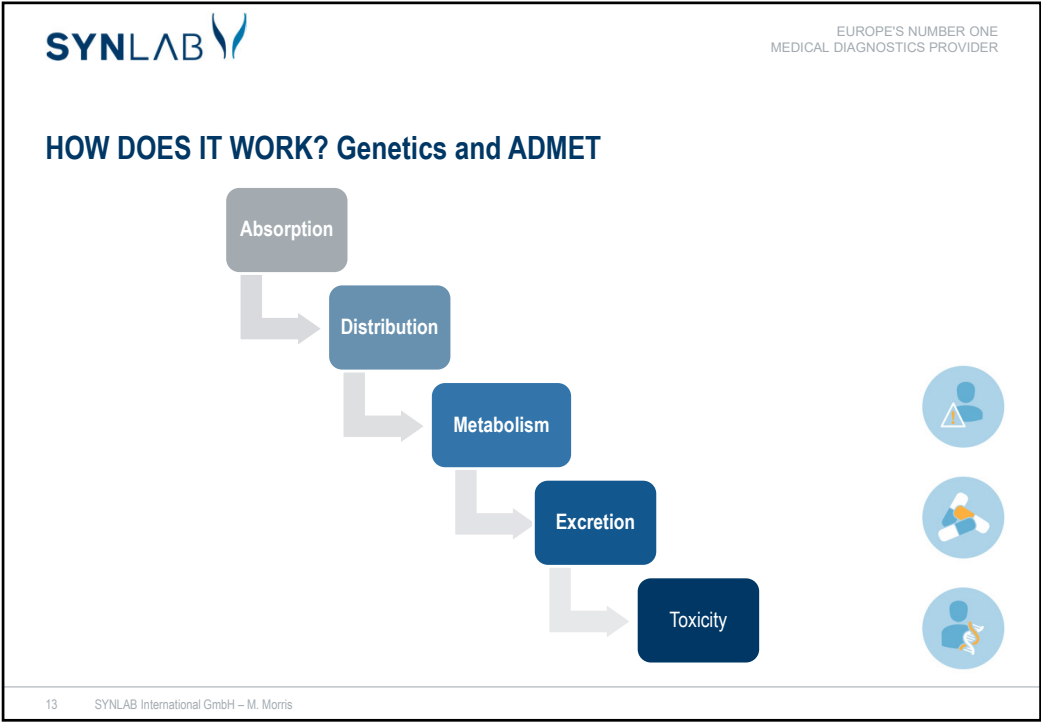 SYNLAB
EUROPE'S NUMBER ONE
MEDICAL DIAGNOSTICS PROVIDER
HOW DOES IT WORK? Genetics and ADMET
Absorption
Distribution
Metabolism
Excretion
Toxicity
13 SYNLAB International GmbH – M. Morris